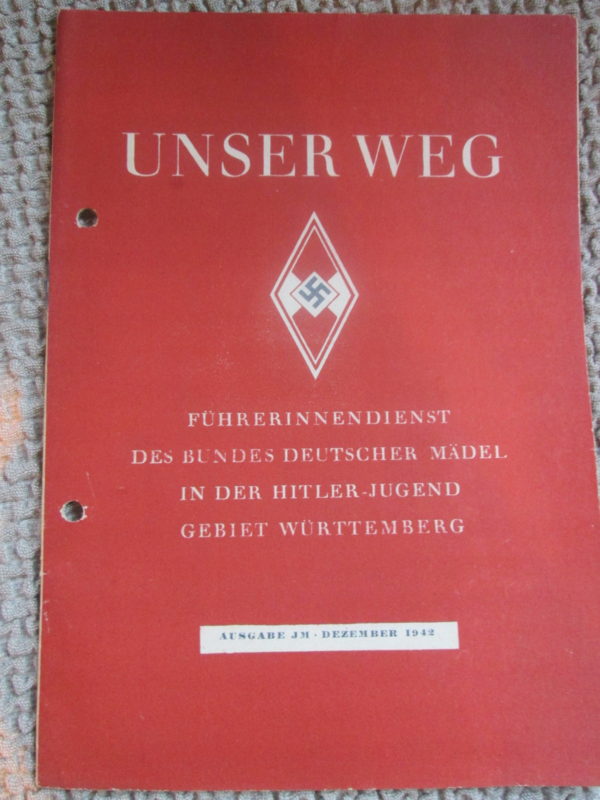 UNSER WEG
FÜHRERINNENDIENST
DES BUNDES DEUTSCHER MÄDEL
IN DER HITLER-JUGEND
GEBIET WÜRTTEMBERG
AUSGABE JM · DEZEMBER 1942